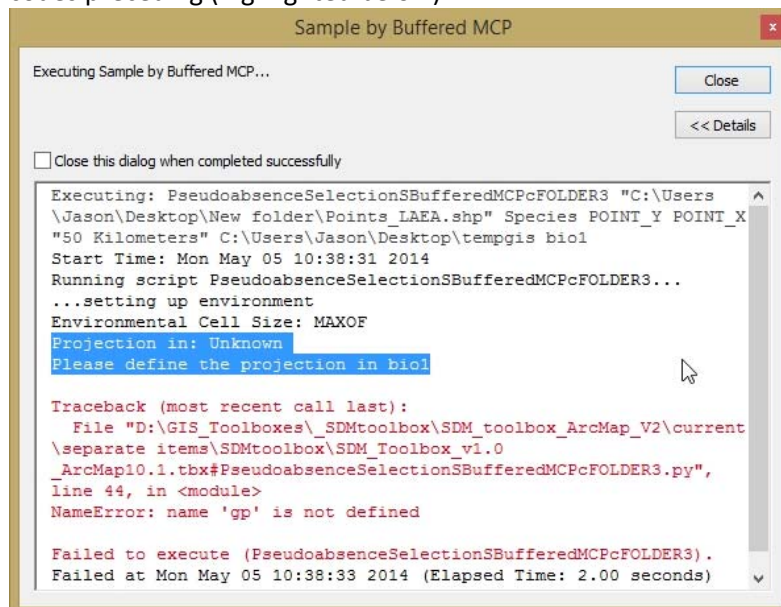 Sample by Buffered MCP
x
Executing Sample by Buffered MCP...
Close
<< Details
Close this dialog when completed successfully
Executing: PseudoabsenceSelectionSBufferedMCPcFOLDER3 "C:\Users
\Jason\Desktop\New folder\Points_LAEA.shp" Species POINT_Y POINT_X
"50 Kilometers" C:\Users\Jason\Desktop\tempgis bio1
Start Time: Mon May 05 10:38:31 2014
Running script PseudoabsenceSelectionSBufferedMCPcFOLDER3...
...setting up environment
Environmental Cell Size: MAXOF
Projection in: Unknown
Please define the projection in bio1
Traceback (most recent call last):
File "D:\GIS_Toolboxes\_SDMtoolbox\SDM_toolbox_ArcMap_V2\current
\separate items\SDMtoolbox\SDM_Toolbox_v1.0
_ArcMap10.1.tbx#PseudoabsenceSelectionSBufferedMCPcFOLDER3.py",
line 44, in <module>
NameError: name 'gp' is not defined
Failed to execute (PseudoabsenceSelectionSBufferedMCPcFOLDER3).
Failed at Mon May 05 10:38:33 2014 (Elapsed Time: 2.00 seconds)